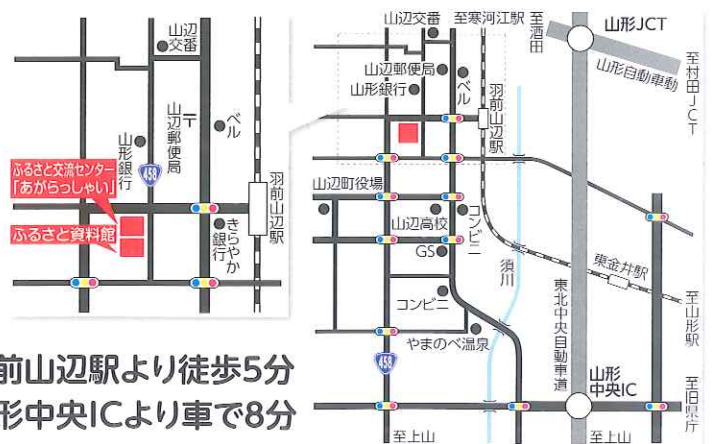 山辺
交番
ベル
〒
山辺郵便局
山形銀行
458
ふるさと交流センター
「あがらっしゃい」
ふるさと資料館
きらやか
銀行
羽前山辺駅
前山辺駅より徒歩5分
形中央ICより車で8分
山辺交番
至寒河江駅
至酒田
山形JCT
山形自動車動
至村田JCT
山辺郵便局
山形銀行
ベル
羽前山辺駅
山辺町役場
山辺高校
コンビニ
GS
須川
東金井駅
コンビニ
やまのべ温泉
458
東北中央自動車道
至山形駅
山形
中央IC
至旧県庁
至上山
至上山